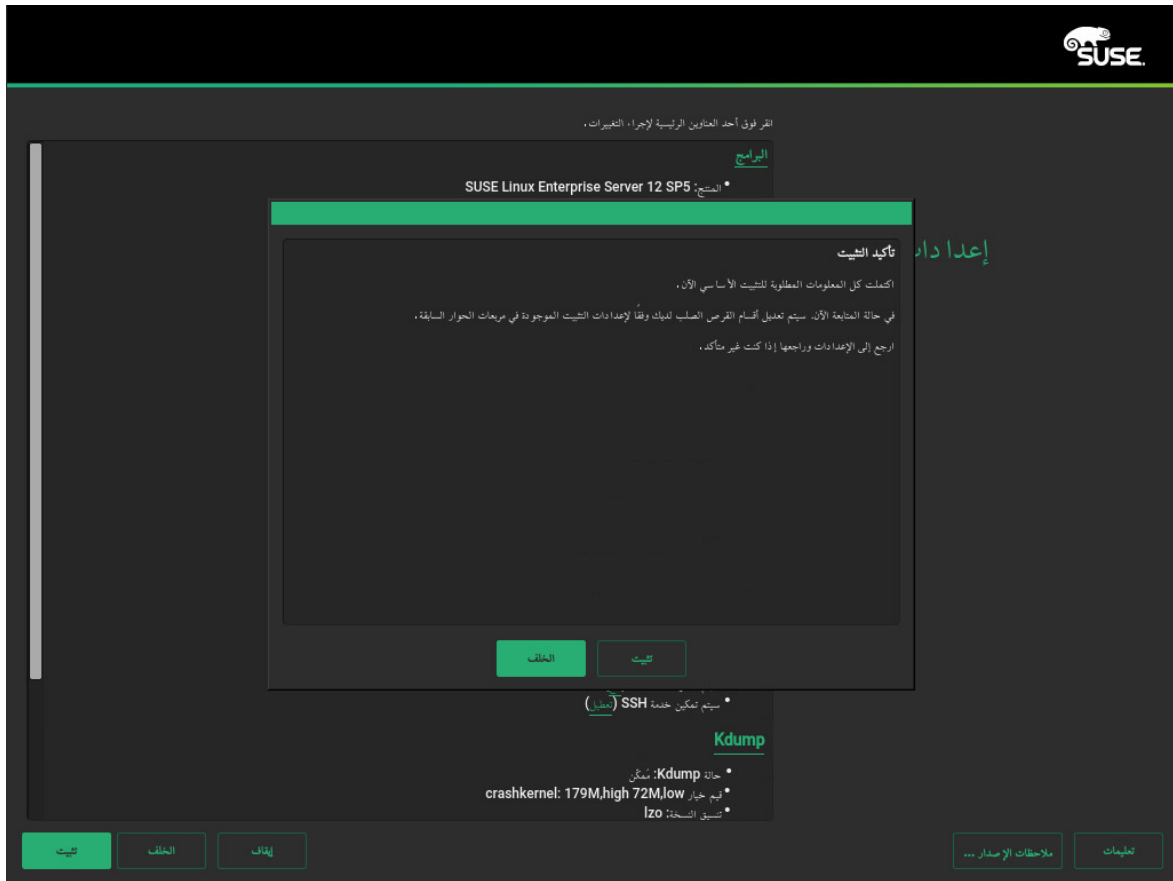 SUSE.
انقر فوق أحد العناوين الرئيسية لإجراء التغييرات.
البرامج
المنتج: SUSE Linux Enterprise Server 12 SP5
تأكيد التثبيت
اكتملت كل المعلومات المطلوبة للتثبيت الأساسي الآن.
في حالة المتابعة الآن. سيتم تعديل أقسام القرص الصلب لديك وفقًا لإعدادات التثبيت الموجودة في مربعات الحوار السابقة.
ارجع إلى الإعدادات وراجعها إذا كنت غير متأكد.
تثبيت
الخلف
سيتم تمكين خدمة SSH (تعطيل)
Kdump
حالة Kdump: مُمكَّن
قيم خيار crashkernel: 179M,high 72M,low
تنسيق النسخة: lzo
تعليمات
ملاحظات الإصدار ...
إيقاف
الخلف
تثبيت